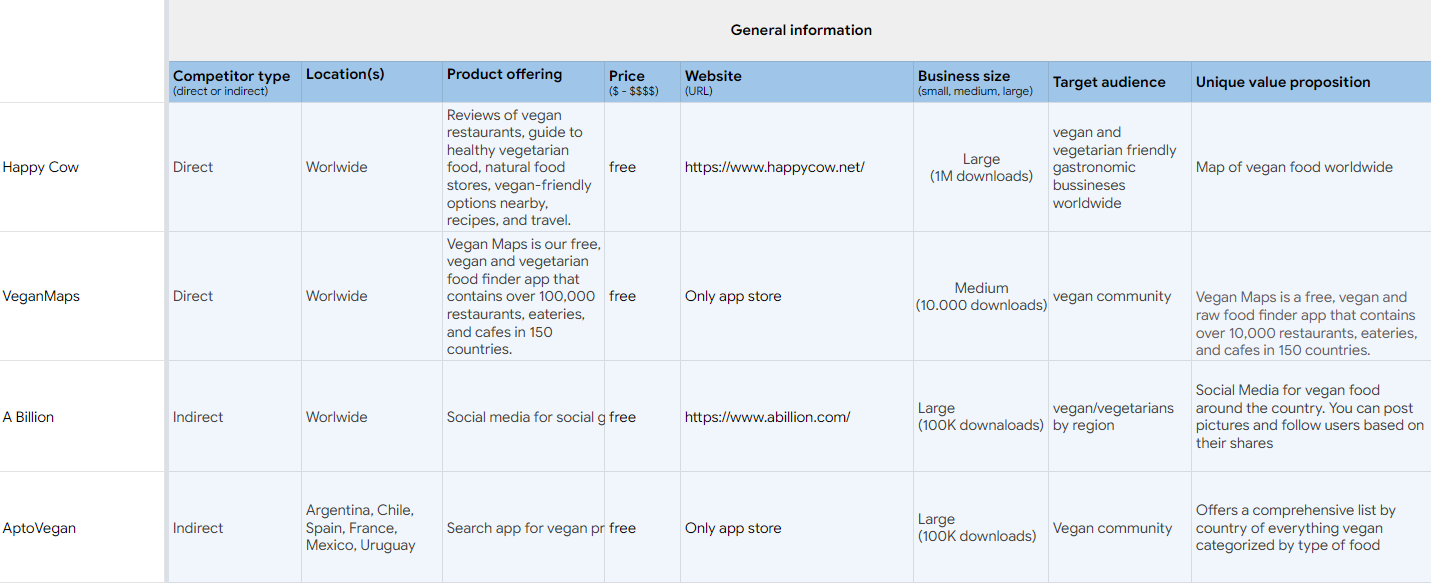 General information
Competitor type
(direct or indirect)
Location(s)
Product offering
Price
($ - $$$$)
Website
(URL)
Business size
(small, medium, large)
Target audience
Unique value proposition
Happy Cow
Direct
Worlwide
Reviews of vegan
restaurants, guide to
healthy vegetarian
food, natural food
stores, vegan-friendly
options nearby,
recipes, and travel.
free
https://www.happycow.net/
Large
(1M downloads)
vegan and
vegetarian friendly
gastronomic
bussineses
worldwide
Map of vegan food worldwide
VeganMaps
Direct
Worlwide
Vegan Maps is our free,
vegan and vegetarian
food finder app that
contains over 100,000
restaurants, eateries,
and cafes in 150
countries.
free
Only app store
Medium
(10.000 downloads)
vegan community
Vegan Maps is a free, vegan and
raw food finder app that contains
over 10,000 restaurants, eateries,
and cafes in 150 countries.
A Billion
Indirect
Worlwide
Social media for social g
free
https://www.abillion.com/
Large
(100K downaloads)
vegan/vegetarians
by region
Social Media for vegan food
around the country. You can post
pictures and follow users based on
their shares
AptoVegan
Indirect
Argentina, Chile,
Spain, France,
Mexico, Uruguay
Search app for vegan pr
free
Only app store
Large
(100K downloads)
Vegan community
Offers a comprehensive list by
country of everything vegan
categorized by type of food